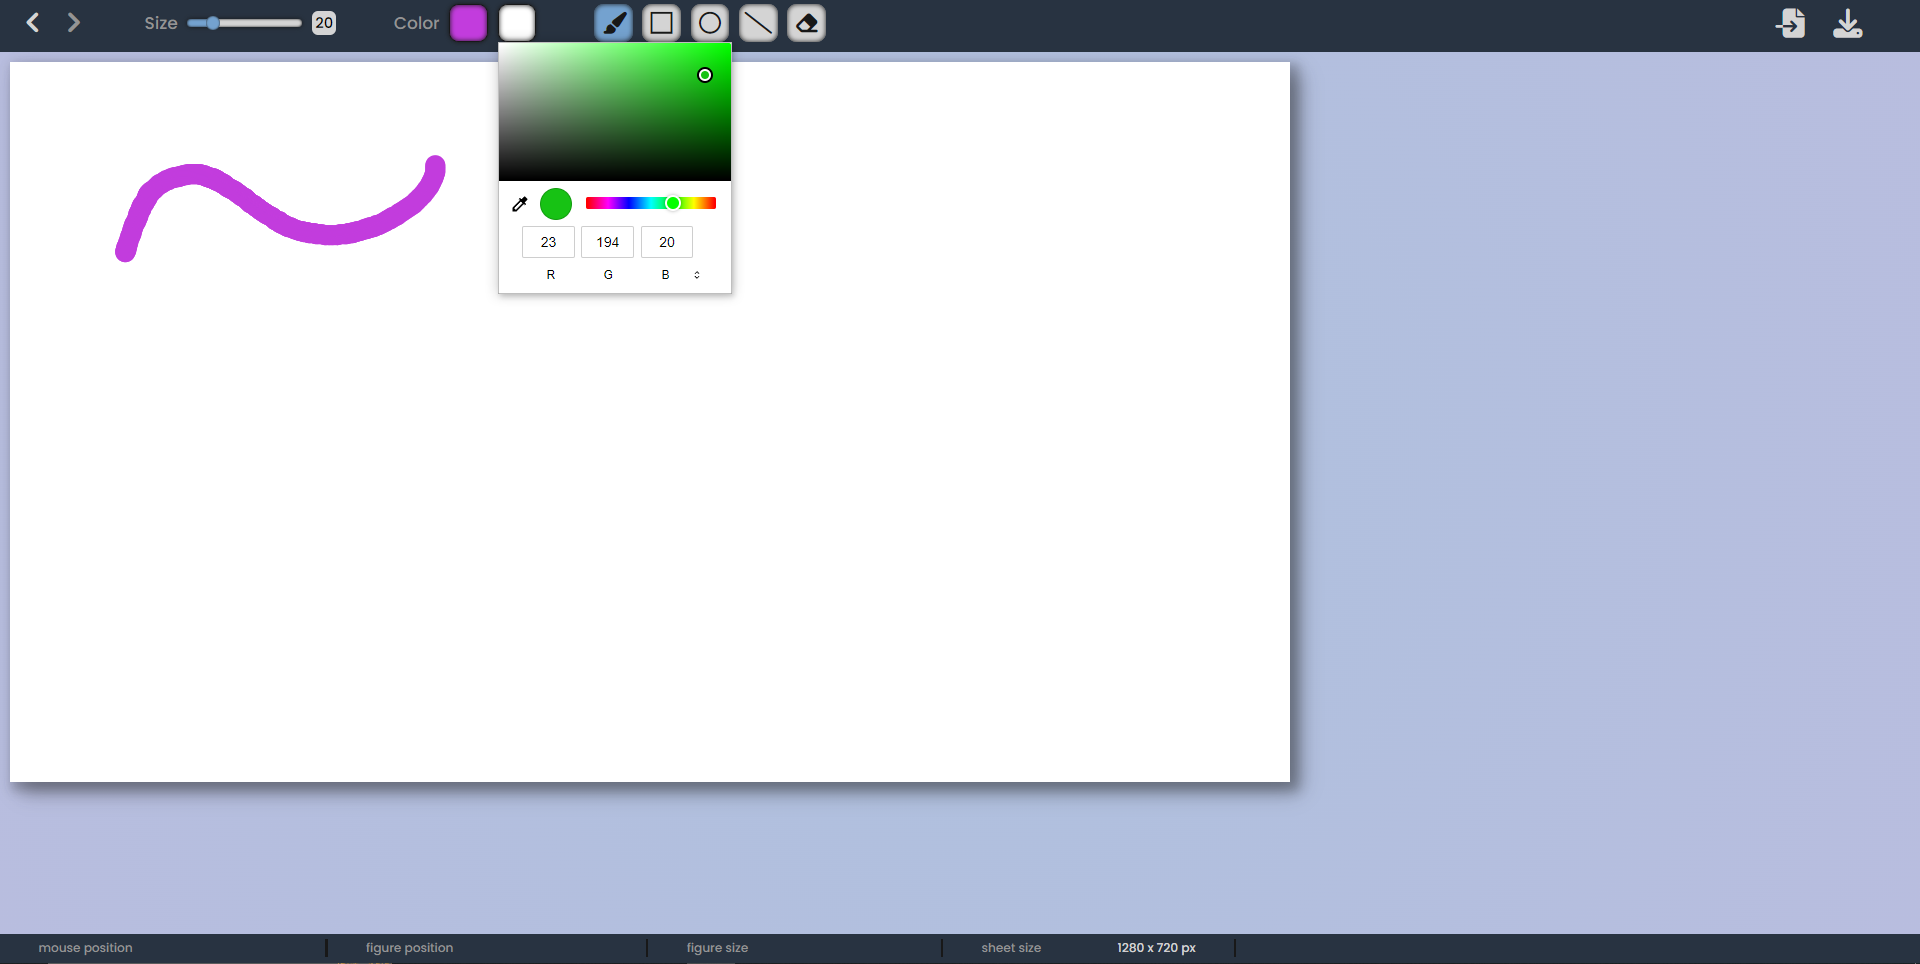 Size 20 Color
23 194 20
R G B
mouse position figure position figure size sheet size 1280 x 720 px